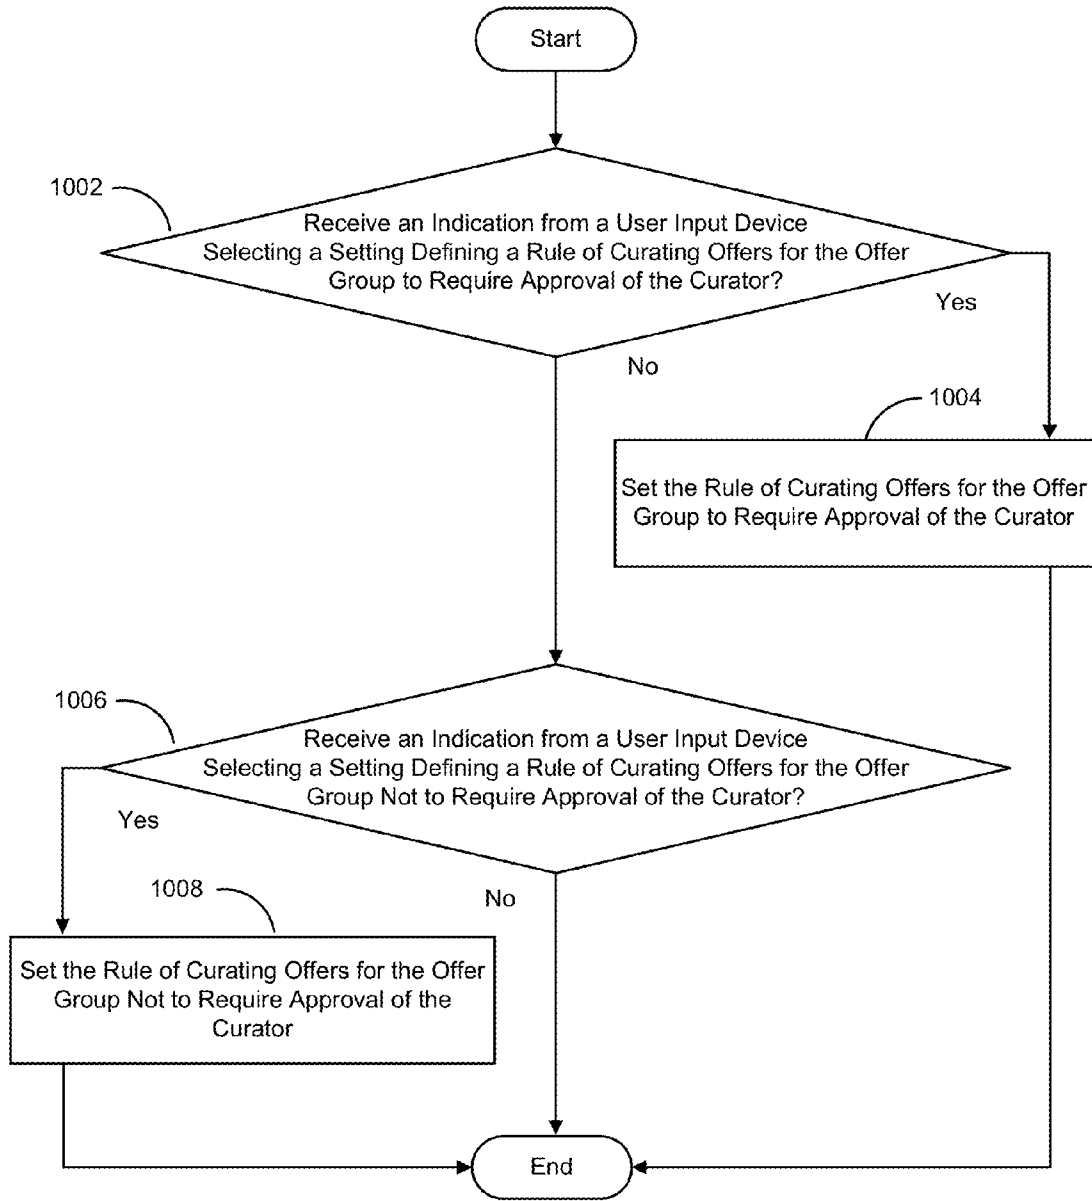 Start
1002
Receive an Indication from a User Input Device
Selecting a Setting Defining a Rule of Curating Offers for the Offer
Group to Require Approval of the Curator?
Yes
No
1004
Set the Rule of Curating Offers for the Offer
Group to Require Approval of the Curator
1006
Receive an Indication from a User Input Device
Selecting a Setting Defining a Rule of Curating Offers for the Offer
Group Not to Require Approval of the Curator?
Yes
No
1008
Set the Rule of Curating Offers for the Offer
Group Not to Require Approval of the
Curator
End